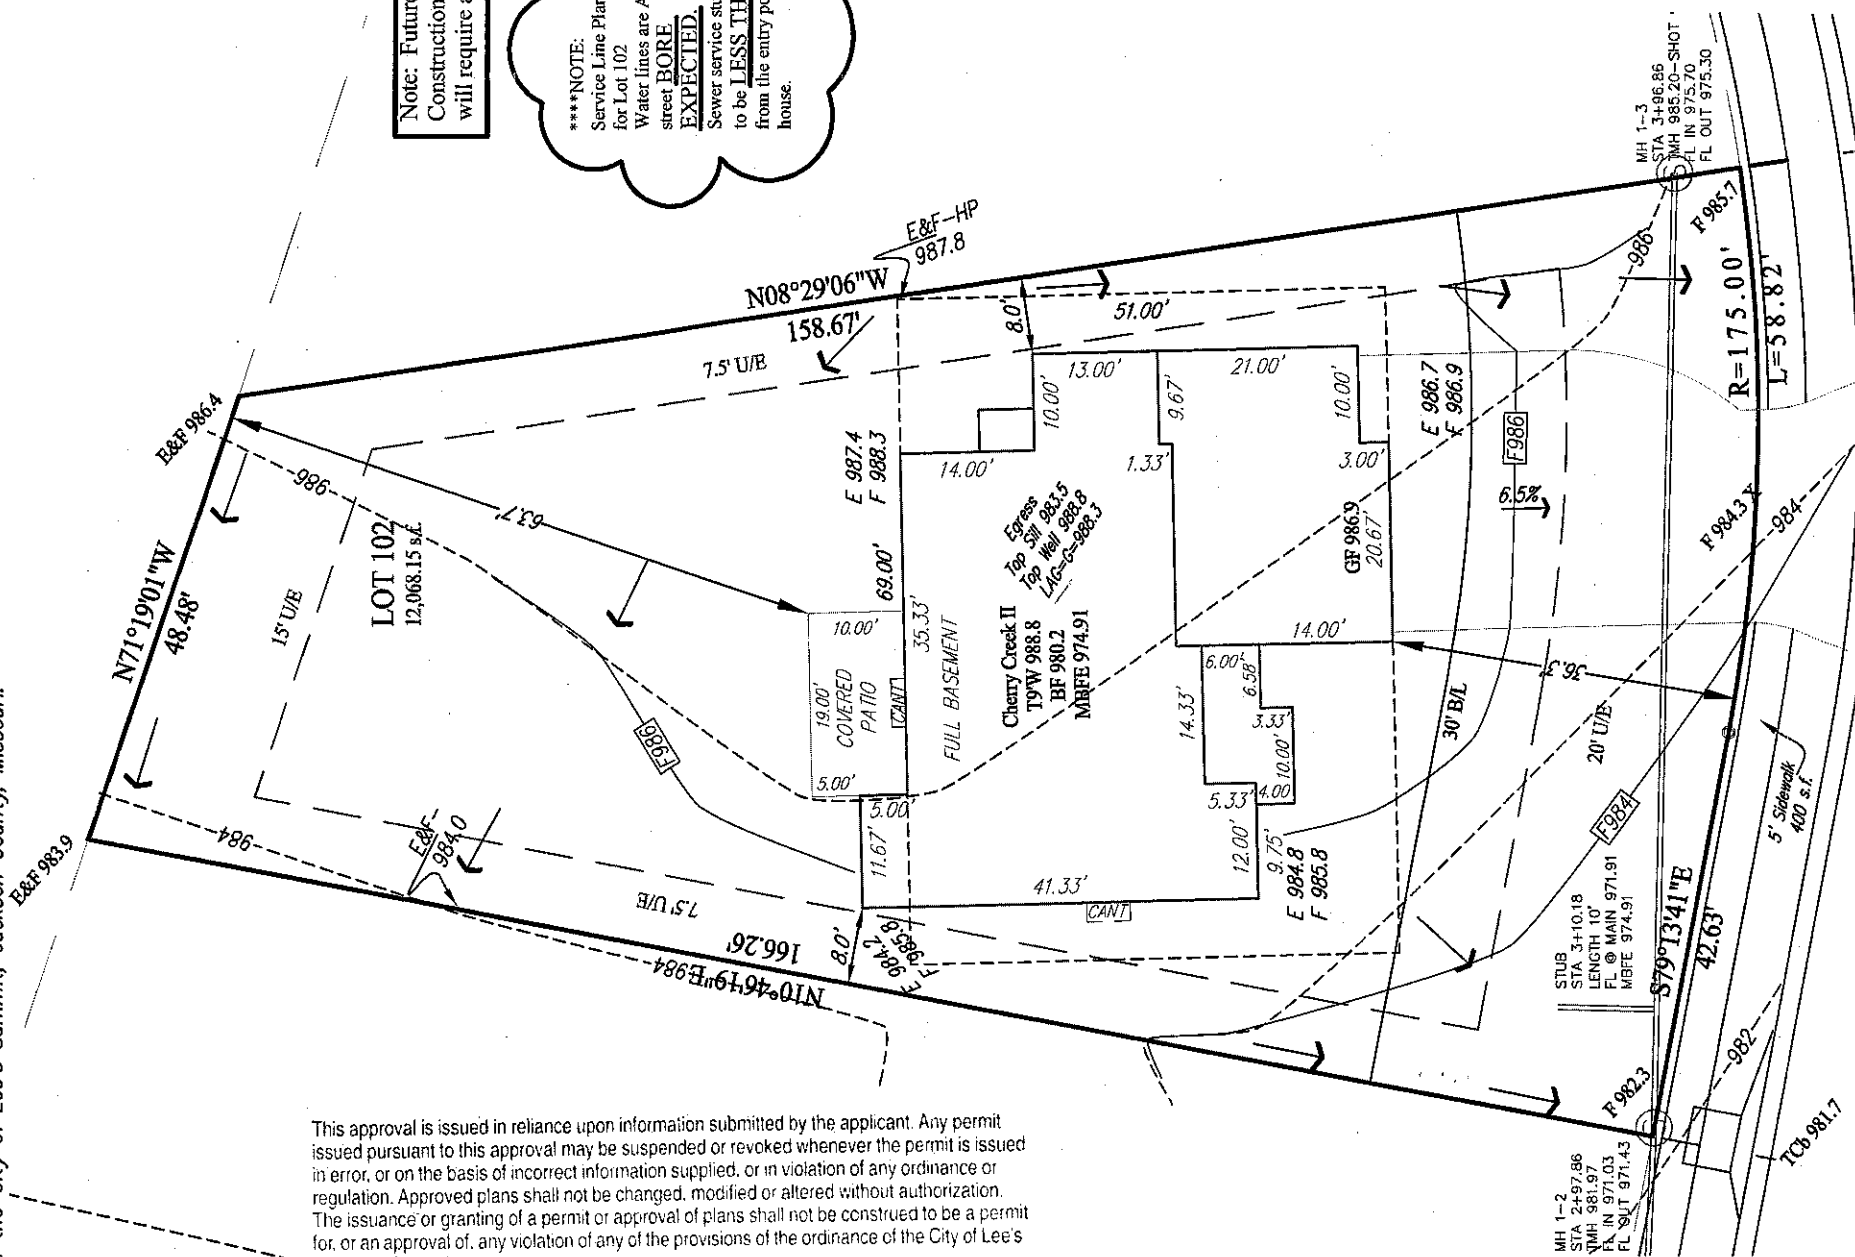 Note: Future
Construction
will require a
****NOTE:
Service Line Plan
for Lot 102
Water lines are A
street BORE
EXPECTED.
Sewer service stu
to be LESS TH
from the entry po
house.
MH 1-3
STA 3+96.86
TMH 985.20-SHOT
FL IN 975.70
FL OUT 975.30
E&F-HP
987.8
N08°29'06"W
158.67'
7.5' U/E
8.0'
51.00'
986
F 985.7
R=175.00'
L=58.82'
E&F 986.4
986
63.7'
N71°19'01"W
48.48'
15' U/E
LOT 102
12,068.15 s.f.
E 987.4
F 988.3
14.00'
10.00'
13.00'
9.67'
21.00'
10.00'
1.33'
3.00'
E 986.7
F 986.9
F986
6.5%
Egress
Top Sill 983.5
Top Well 988.8
LAG=G=988.3
GF 986.9
20.67'
F 984.3 X
984
69.00'
35.33'
10.00'
19.00'
COVERED
PATIO
CANT
FULL BASEMENT
Cherry Creek II
T9'W 988.8
BF 980.2
MBFE 974.91
14.00'
6.00'
6.58'
14.33'
3.33'
10.00'
4.00'
5.33'
36.3'
30' B/L
20' U/E
F986
5.00'
5.00'
11.67'
41.33'
12.00'
9.75'
CANT
E 984.8
F 985.8
F984
5' Sidewalk
400 s.f.
E&F 983.9
984
E&F-
984.0
7.5' U/E
166.26'
N10°46'19"E
984
8.0'
E 984.2
F 985.8
STUB
STA 3+10.18
LENGTH 10'
FL @ MAIN 971.91
MBFE 974.91
S79°13'41"E
42.63'
982
F 982.3
TCb 981.7
MH 1-2
STA 2+97.86
TMH 981.97
FL IN 971.03
FL OUT 971.43
This approval is issued in reliance upon information submitted by the applicant. Any permit
issued pursuant to this approval may be suspended or revoked whenever the permit is issued
in error, or on the basis of incorrect information supplied, or in violation of any ordinance or
regulation. Approved plans shall not be changed, modified or altered without authorization.
The issuance or granting of a permit or approval of plans shall not be construed to be a permit
for, or an approval of, any violation of any of the provisions of the ordinance of the City of Lee's